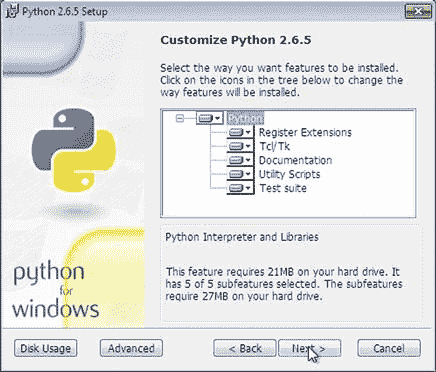 Python 2.6.5 Setup
Customize Python 2.6.5
Select the way you want features to be installed.
Click on the icons in the tree below to change the
way features will be installed.
Python
Register Extensions
Tcl/Tk
Documentation
Utility Scripts
Test suite
Python Interpreter and Libraries
This feature requires 21MB on your hard drive. It
has 5 of 5 subfeatures selected. The subfeatures
require 27MB on your hard drive.
python
for
windows
Disk Usage
Advanced
< Back
Next >
Cancel